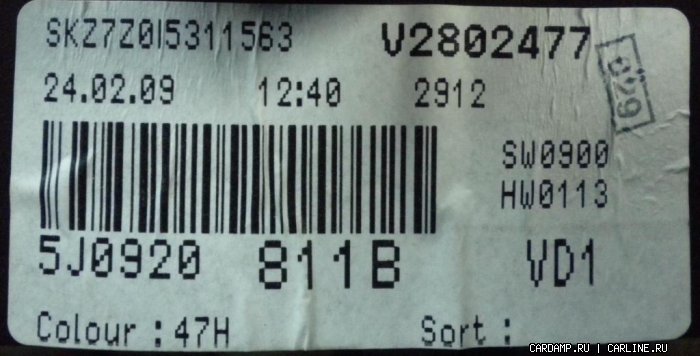 SKZ7Z0I5311563 V2802477
24.02.09 12:40 2912
SW0900
HW0113
5J0920 811B VD1
Colour : 47H Sort :
CARDAMP.RU | CARLINE.RU